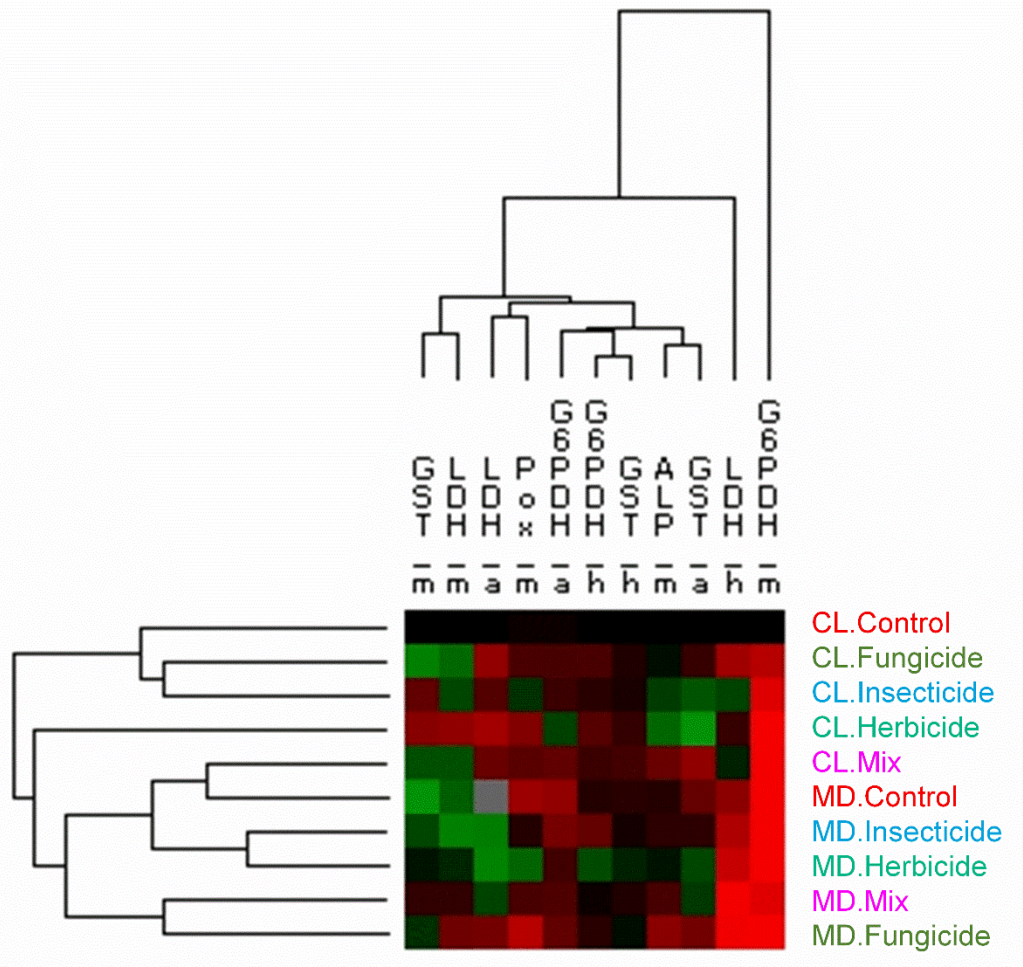 GST_m
LDH_m
LDH_a
Pox_m
G6PDH_a
G6PDH_h
GST_h
ALP_m
GST_a
LDH_h
G6PDH_m
CL.Control
CL.Fungicide
CL.Insecticide
CL.Herbicide
CL.Mix
MD.Control
MD.Insecticide
MD.Herbicide
MD.Mix
MD.Fungicide